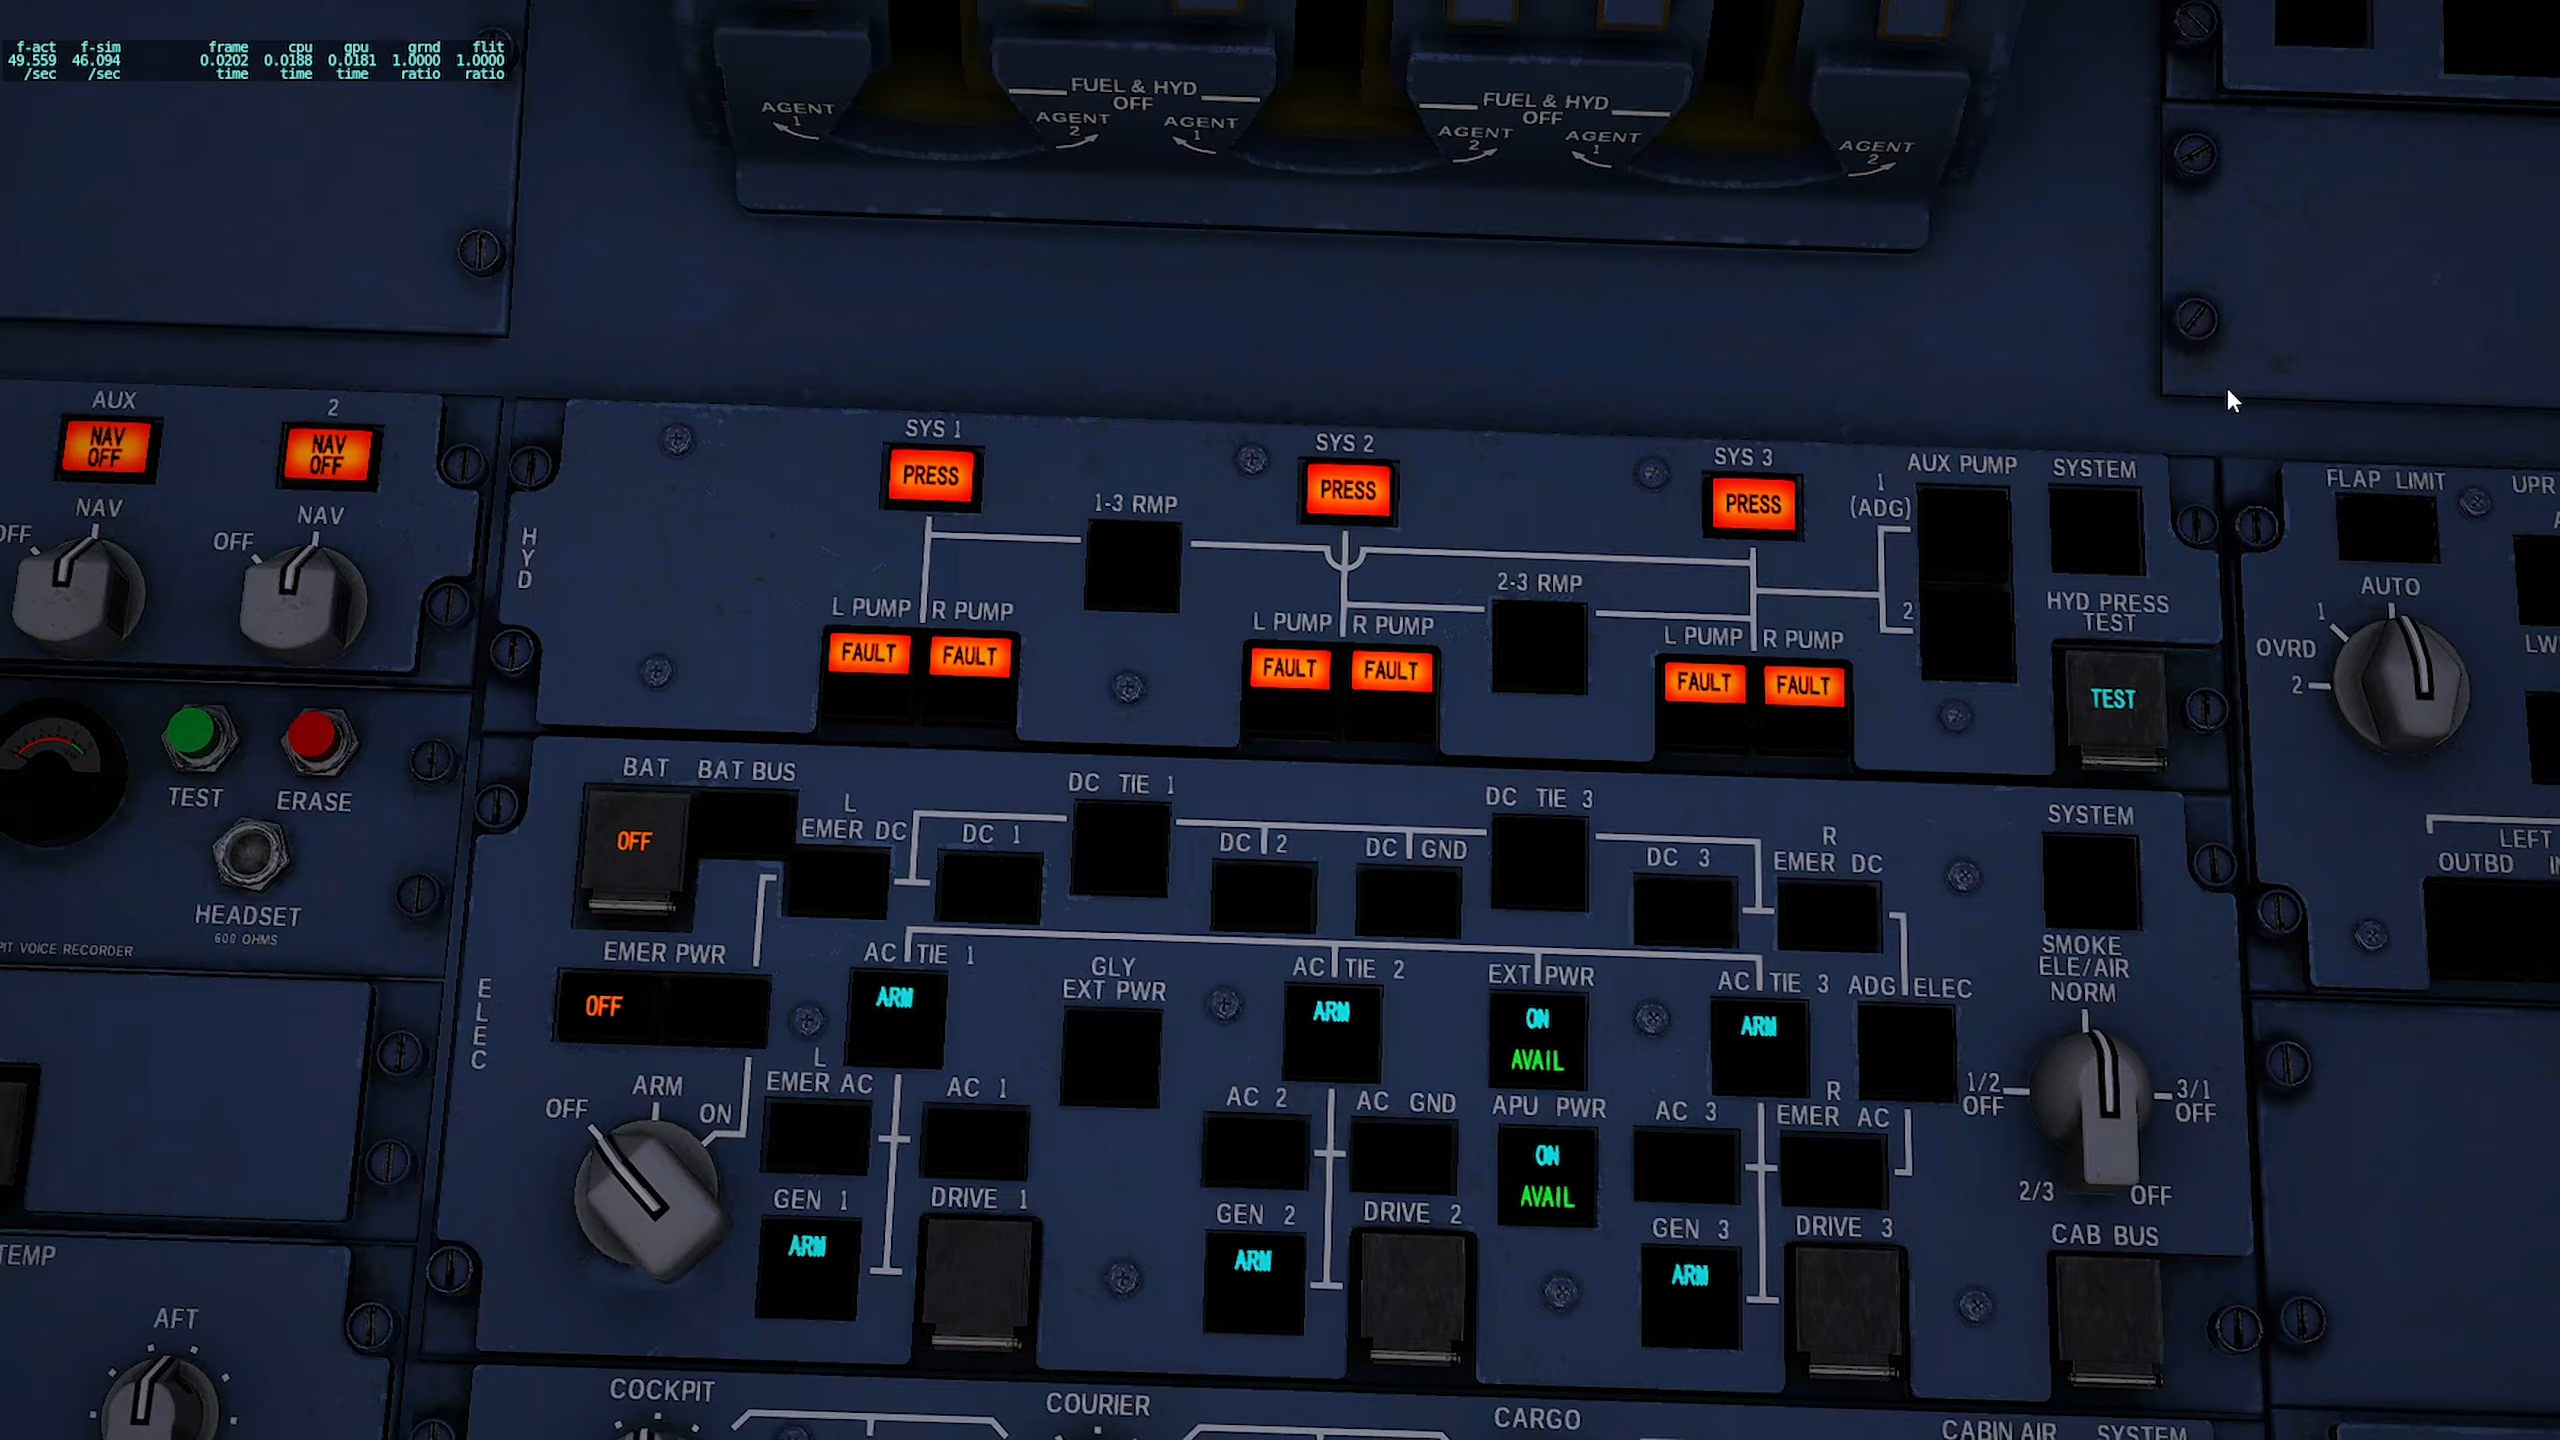 f-act f-sim frame cpu gpu grnd flit
49.559 46.094 0.0202 0.0188 0.0181 1.0000 1.0000
/sec /sec time time time ratio ratio
AGENT
1
FUEL & HYD
OFF
AGENT
2
AGENT
1
FUEL & HYD
OFF
AGENT
2
AGENT
1
AGENT
2
AUX
NAV
OFF
2
NAV
OFF
NAV
OFF
NAV
OFF
HYD
SYS 1
PRESS
1-3 RMP
SYS 2
PRESS
2-3 RMP
SYS 3
PRESS
1
(ADG)
2
AUX PUMP
SYSTEM
L PUMP R PUMP
FAULT FAULT
L PUMP R PUMP
FAULT FAULT
L PUMP R PUMP
FAULT FAULT
HYD PRESS
TEST
TEST
FLAP LIMIT
UPR
AUTO
1
OVRD
2
TEST ERASE
HEADSET
600 OHMS
VOICE RECORDER
ELEC
BAT BAT BUS
OFF
L
EMER DC
DC 1
DC TIE 1
DC 2
DC GND
DC TIE 3
DC 3
R
EMER DC
SYSTEM
LEFT
OUTBD
EMER PWR
OFF
AC TIE 1
ARM
GLY
EXT PWR
AC TIE 2
ARM
EXT PWR
ON
AVAIL
AC TIE 3
ARM
ADG ELEC
SMOKE
ELE/AIR
NORM
1/2
OFF
3/1
OFF
2/3
OFF
OFF ARM ON
L
EMER AC
AC 1
AC 2
AC GND
APU PWR
ON
AVAIL
AC 3
R
EMER AC
GEN 1
ARM
DRIVE 1
GEN 2
ARM
DRIVE 2
GEN 3
ARM
DRIVE 3
CAB BUS
TEMP
AFT
COCKPIT
COURIER
CARGO
CABIN AIR
SYSTEM